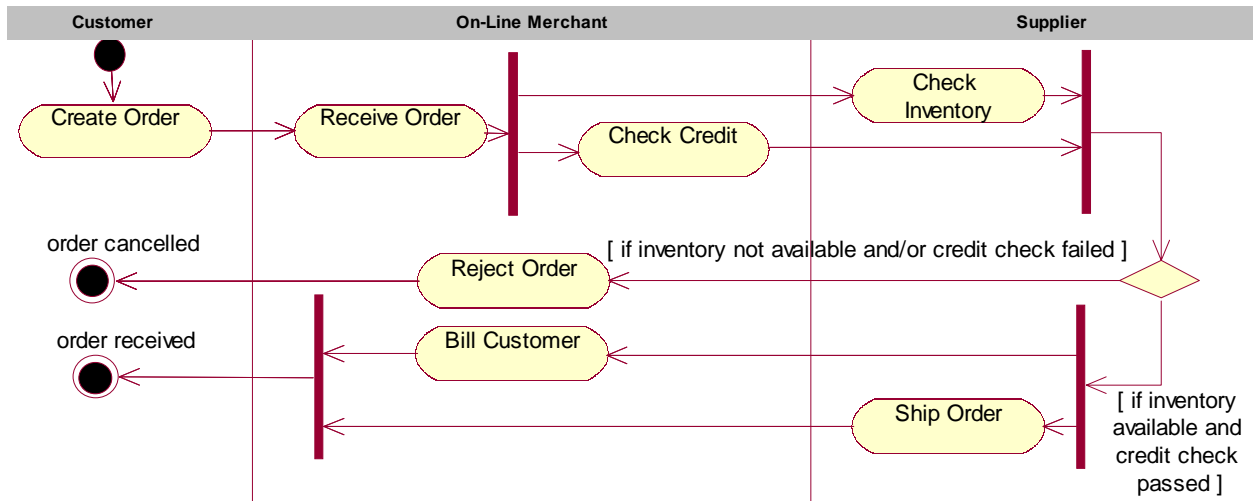 Customer
On-Line Merchant
Supplier
Create Order
Receive Order
Check
Inventory
Check Credit
order cancelled
[ if inventory not available and/or credit check failed ]
Reject Order
order received
Bill Customer
Ship Order
[ if inventory
available and
credit check
passed ]